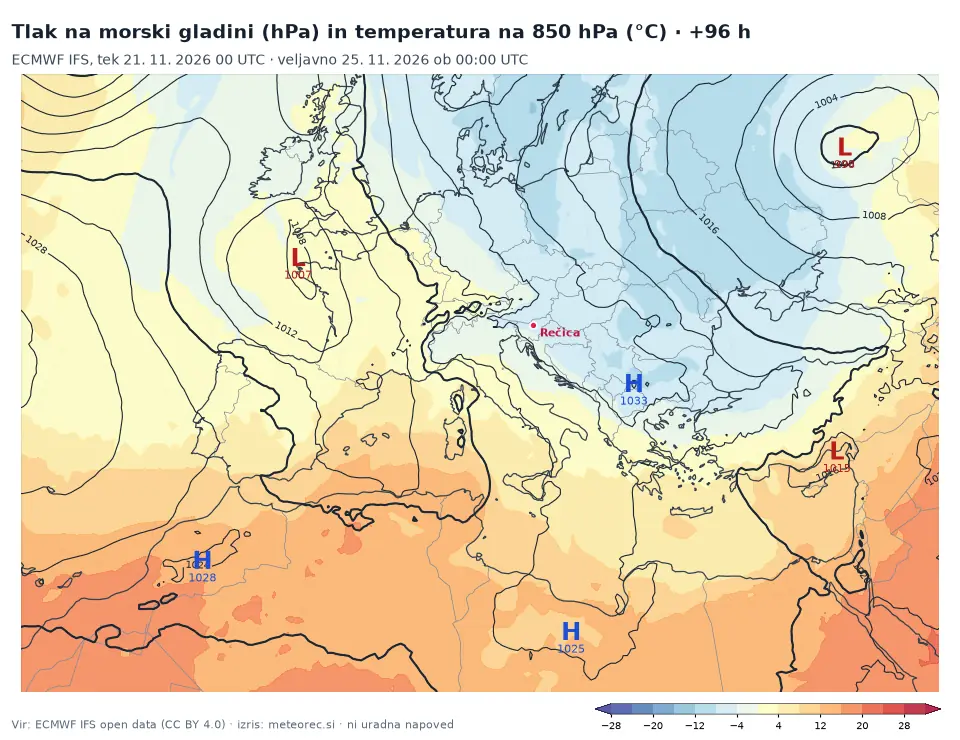 Tlak na morski gladini (hPa) in temperatura na 850 hPa (°C) · +96 h
ECMWF IFS, tek 21. 11. 2026 00 UTC · veljavno 25. 11. 2026 ob 00:00 UTC
1004
L
1008
1016
1028
1008
L
1007
1012
Rečica
H
1033
L
1015
H
1028
H
1025
Vir: ECMWF IFS open data (CC BY 4.0) · izris: meteorec.si · ni uradna napoved
−28 −20 −12 −4 4 12 20 28